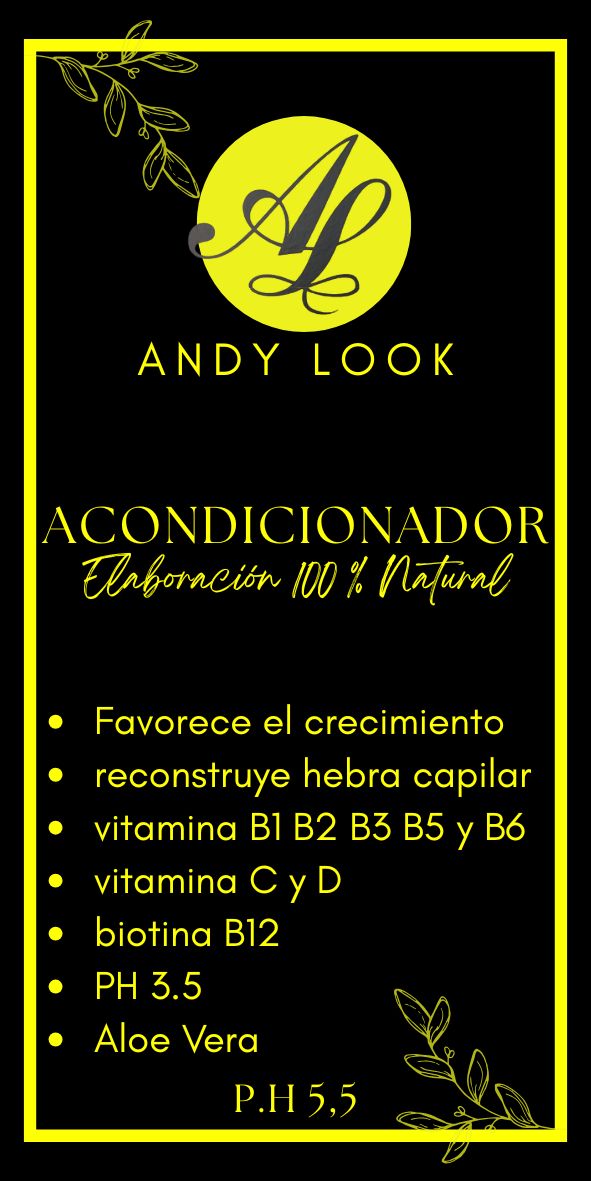 AL
ANDY LOOK
ACONDICIONADOR
Elaboración 100 % Natural
• Favorece el crecimiento
• reconstruye hebra capilar
• vitamina B1 B2 B3 B5 y B6
• vitamina C y D
• biotina B12
• PH 3.5
• Aloe Vera
P.H 5,5